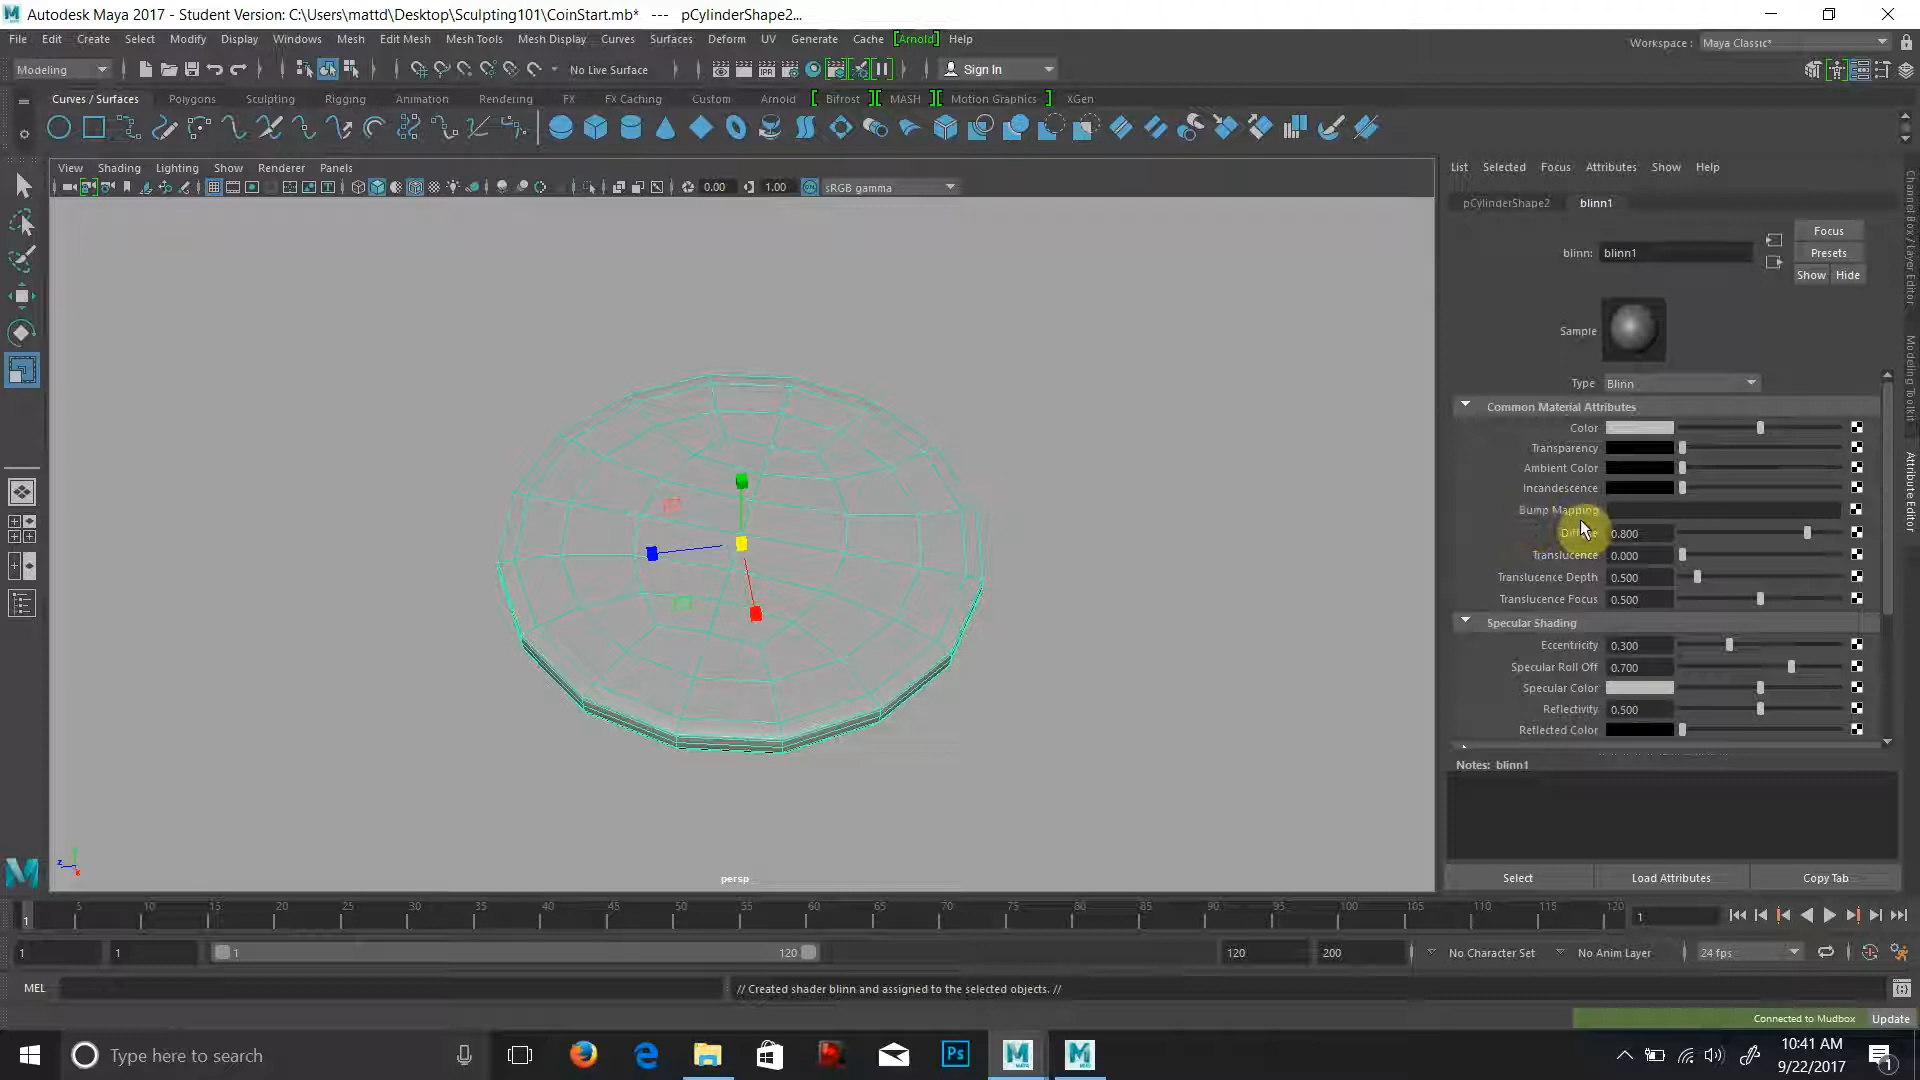 Autodesk Maya 2017 - Student Version: C:\Users\mattd\Desktop\Sculpting101\CoinStart.mb* --- pCylinderShape2...
File Edit Create Select Modify Display Windows Mesh Edit Mesh Mesh Tools Mesh Display Curves Surfaces Deform UV Generate Cache [Arnold] Help
Workspace : Maya Classic*
Modeling No Live Surface Sign In
Curves / Surfaces Polygons Sculpting Rigging Animation Rendering FX FX Caching Custom Arnold [ Bifrost ] [ MASH ] [ Motion Graphics ] XGen
View Shading Lighting Show Renderer Panels
0.00 1.00 sRGB gamma
persp
List Selected Focus Attributes Show Help
pCylinderShape2 blinn1
Focus
blinn: blinn1 Presets
Show Hide
Sample
Type Blinn
Common Material Attributes
Color
Transparency
Ambient Color
Incandescence
Bump Mapping
0.800
Translucence 0.000
Translucence Depth 0.500
Translucence Focus 0.500
Specular Shading
Eccentricity 0.300
Specular Roll Off 0.700
Specular Color
Reflectivity 0.500
Reflected Color
Notes: blinn1
Select Load Attributes Copy Tab
Channel Box / Layer Editor
Modeling Toolkit
Attribute Editor
1 5 10 15 20 25 30 35 40 45 50 55 60 65 70 75 80 85 90 95 100 105 110 115 120 1
1 1 1 120 120 200 No Character Set No Anim Layer 24 fps
MEL // Created shader blinn and assigned to the selected objects. //
Connected to Mudbox Update
Type here to search
10:41 AM
9/22/2017
1